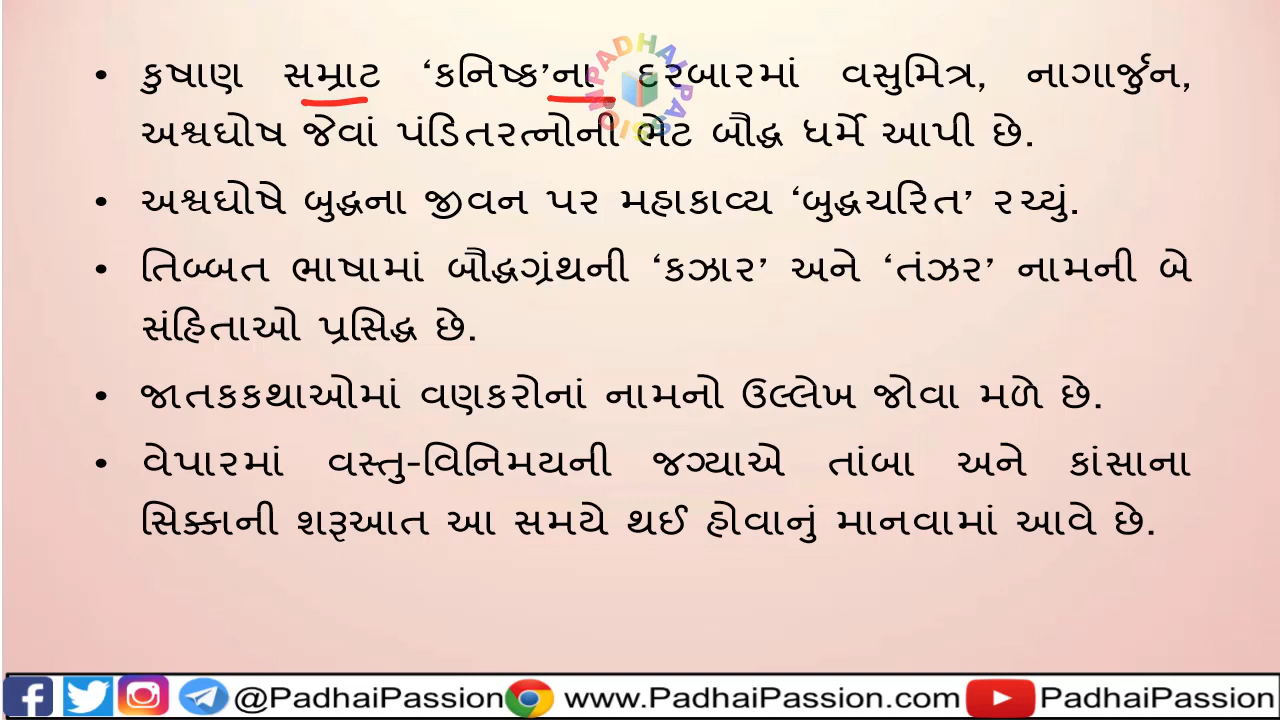 • કુષાણ સમ્રાટ ‘કનિષ્ક’ના દરબારમાં વસુમિત્ર, નાગાર્જુન,
અશ્વઘોષ જેવાં પંડિતરત્નોની ભેટ બૌદ્ધ ધર્મે આપી છે.
• અશ્વઘોષે બુદ્ધના જીવન પર મહાકાવ્ય ‘બુદ્ધચરિત’ રચ્યું.
• તિબ્બત ભાષામાં બૌદ્ધગ્રંથની ‘કઝાર’ અને ‘તંઝર’ નામની બે
સંહિતાઓ પ્રસિદ્ધ છે.
• જાતકકથાઓમાં વણકરોનાં નામનો ઉલ્લેખ જોવા મળે છે.
• વેપારમાં વસ્તુ-વિનિમયની જગ્યાએ તાંબા અને કાંસાના
સિક્કાની શરૂઆત આ સમયે થઈ હોવાનું માનવામાં આવે છે.
PADHAI PASSION
@PadhaiPassion www.PadhaiPassion.com PadhaiPassion